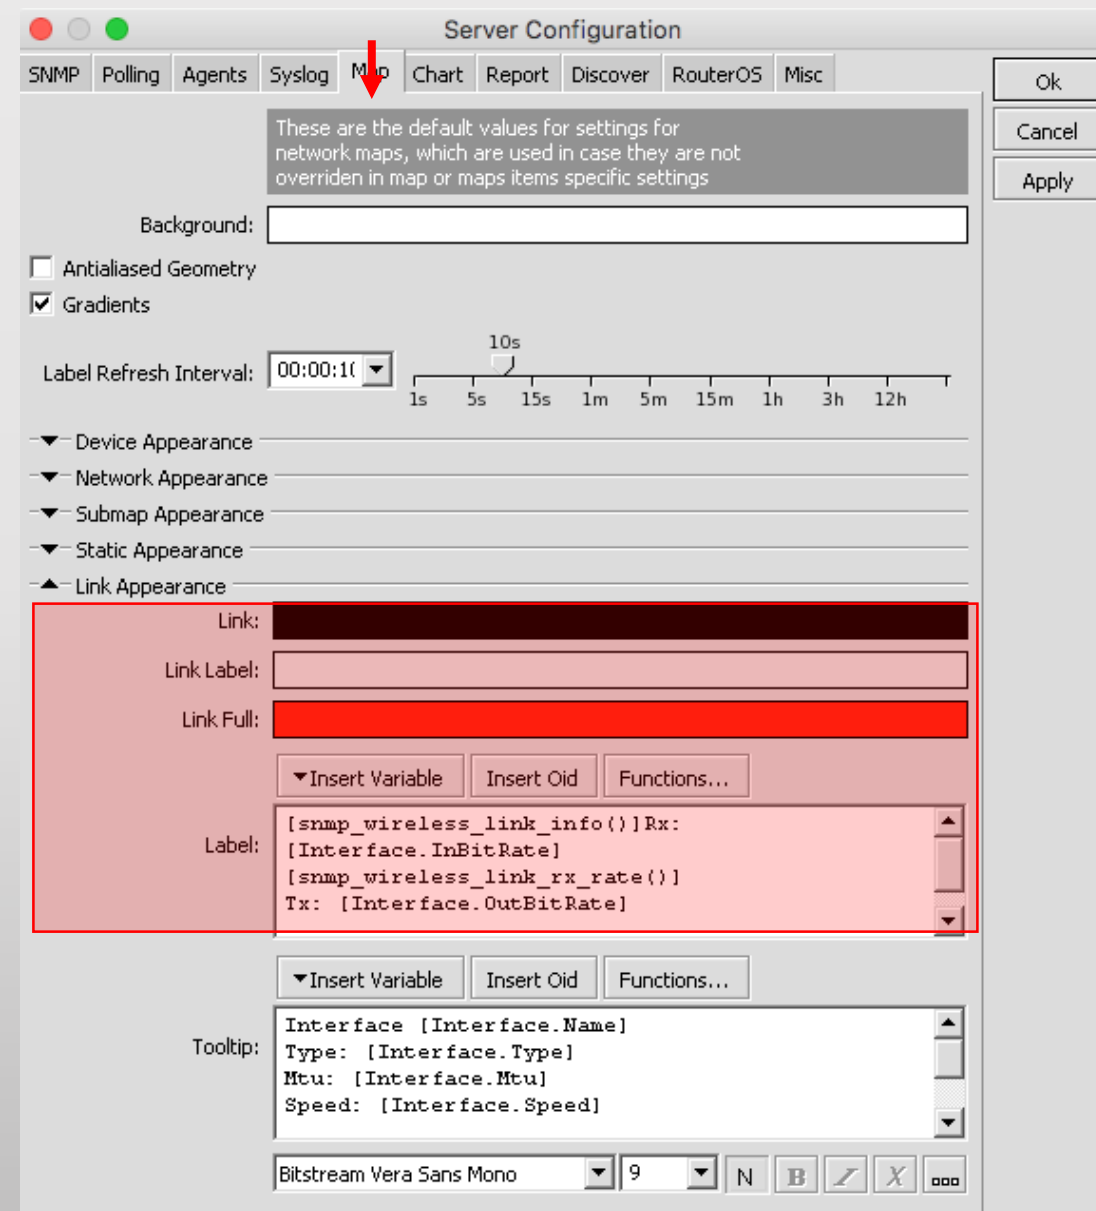 Server Configuration
SNMP Polling Agents Syslog Map Chart Report Discover RouterOS Misc
Ok
Cancel
Apply
These are the default values for settings for
network maps, which are used in case they are not
overriden in map or maps items specific settings
Background:
Antialiased Geometry
Gradients
10s
Label Refresh Interval: 00:00:1(
1s 5s 15s 1m 5m 15m 1h 3h 12h
Device Appearance
Network Appearance
Submap Appearance
Static Appearance
Link Appearance
Link:
Link Label:
Link Full:
Insert Variable Insert Oid Functions...
Label:
[snmp_wireless_link_info()]Rx:
[Interface.InBitRate]
[snmp_wireless_link_rx_rate()]
Tx: [Interface.OutBitRate]
Insert Variable Insert Oid Functions...
Tooltip:
Interface [Interface.Name]
Type: [Interface.Type]
Mtu: [Interface.Mtu]
Speed: [Interface.Speed]
Bitstream Vera Sans Mono 9 N B I X